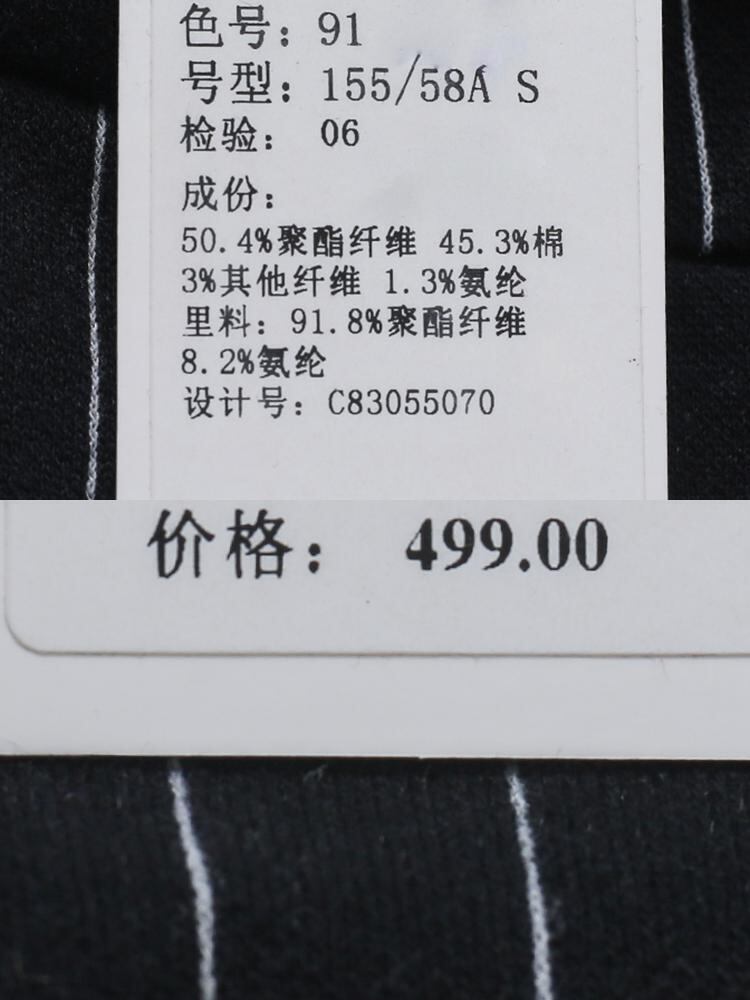 色号：91
号型：155/58A S
检验： 06
成份：
50.4%聚酯纤维 45.3%棉
3%其他纤维 1.3%氨纶
里料：91.8%聚酯纤维
8.2%氨纶
设计号：C83055070
价格： 499.00